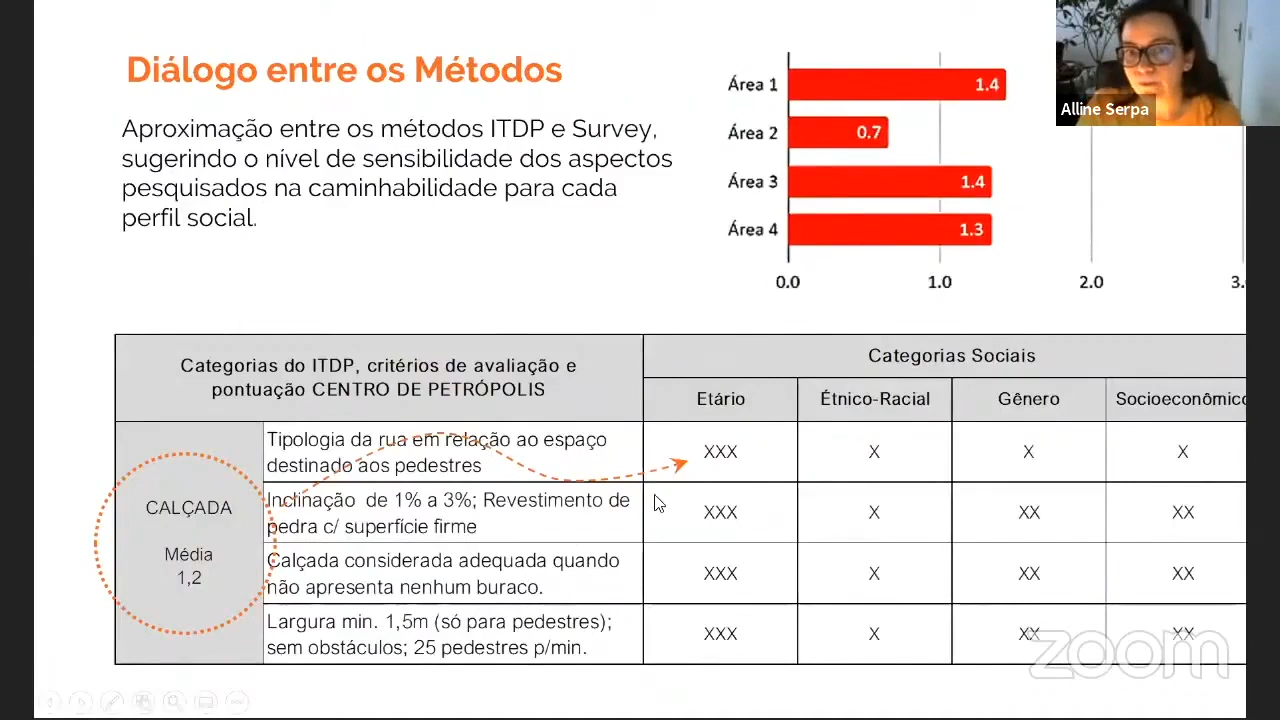 Diálogo entre os Métodos
Aproximação entre os métodos ITDP e Survey,
sugerindo o nível de sensibilidade dos aspectos
pesquisados na caminhabilidade para cada
perfil social.
Área 1
1.4
Área 2
0.7
Área 3
1.4
Área 4
1.3
0.0
1.0
2.0
3.
Alline Serpa
Categorias do ITDP, critérios de avaliação e
pontuação CENTRO DE PETRÓPOLIS
Categorias Sociais
Etário
Étnico-Racial
Gênero
Socioeconômico
CALÇADA
Média
1,2
Tipologia da rua em relação ao espaço
destinado aos pedestres
XXX
X
X
X
Inclinação de 1% a 3%; Revestimento de
pedra c/ superfície firme
XXX
X
XX
XX
Calçada considerada adequada quando
não apresenta nenhum buraco.
XXX
X
XX
XX
Largura min. 1,5m (só para pedestres);
sem obstáculos; 25 pedestres p/min.
XXX
X
XX
XX
zoom